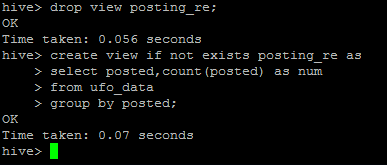 hive> drop view posting_re;
OK
Time taken: 0.056 seconds
hive> create view if not exists posting_re as
    > select posted,count(posted) as num
    > from ufo_data
    > group by posted;
OK
Time taken: 0.07 seconds
hive>